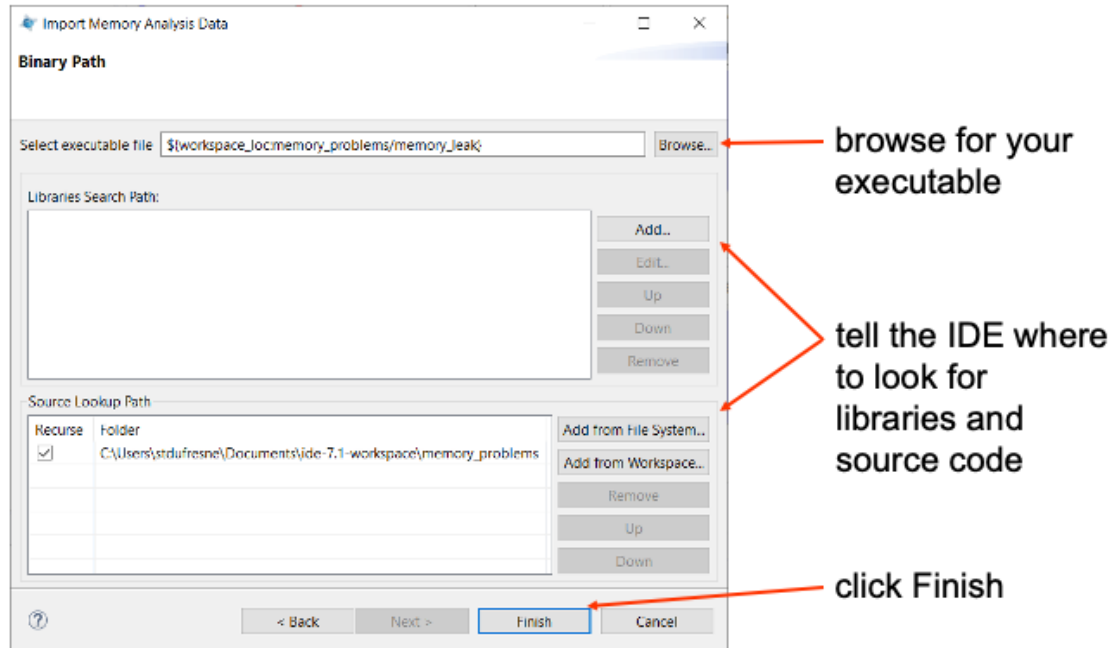 Import Memory Analysis Data
Binary Path
Select executable file ${workspace_loc:memory_problems/memory_leak} Browse...
browse for your
executable
Libraries Search Path:
Add...
Edit...
Up
Down
Remove
tell the IDE where
to look for
libraries and
source code
Source Lookup Path
Recurse Folder
C:\Users\stdufresne\Documents\ide-7.1-workspace\memory_problems
Add from File System...
Add from Workspace...
Remove
Up
Down
click Finish
? < Back Next > Finish Cancel